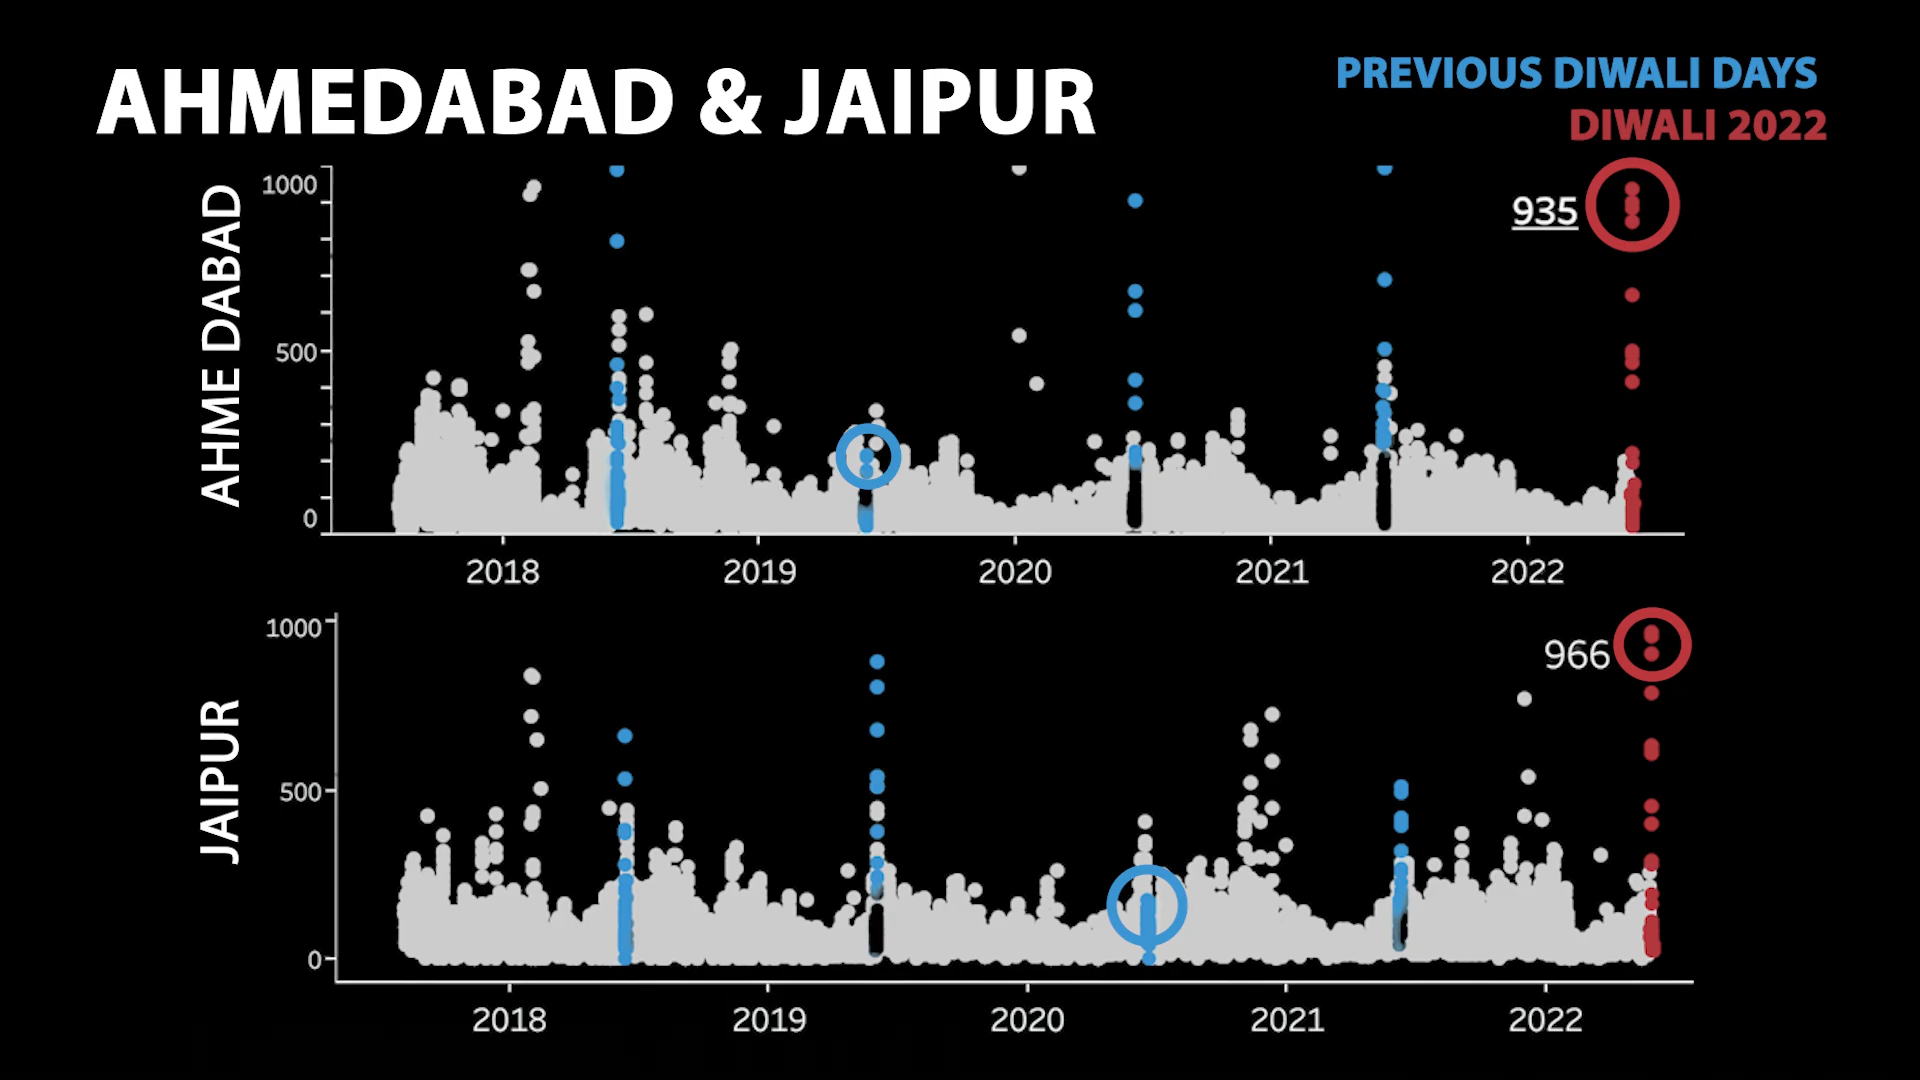 AHMEDABAD & JAIPUR
PREVIOUS DIWALI DAYS
DIWALI 2022
AHME DABAD
1000
500
0
935
2018 2019 2020 2021 2022
JAIPUR
1000
500
0
966
2018 2019 2020 2021 2022